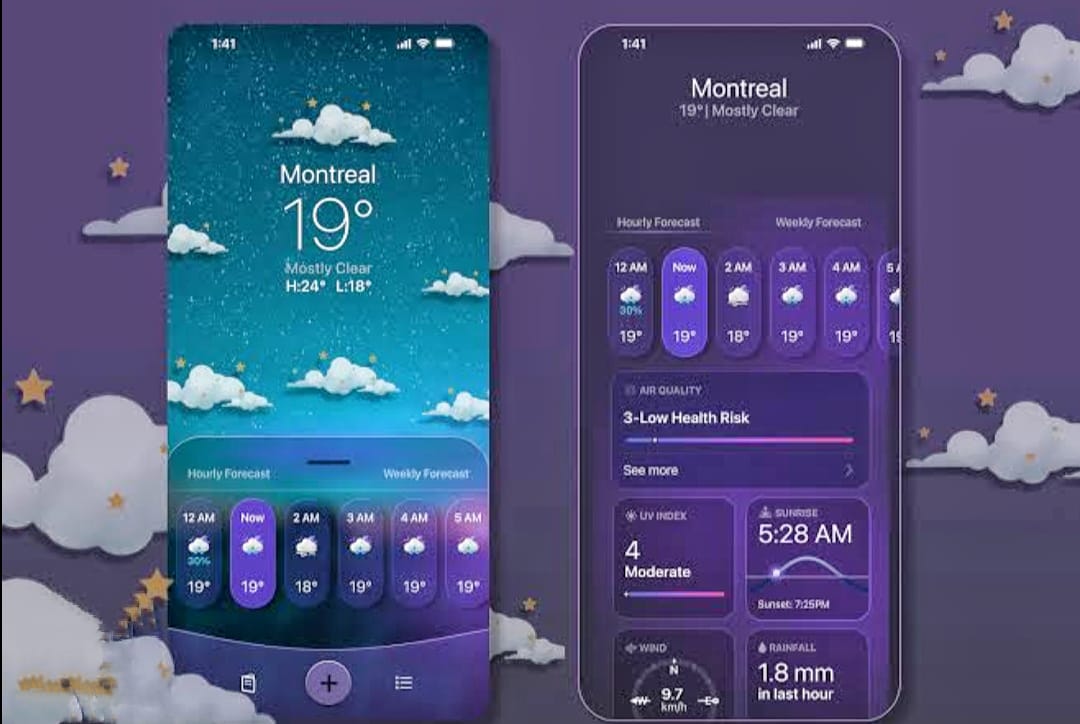 1:41
Montreal
19°
Mostly Clear
H:24° L:18°
Hourly Forecast Weekly Forecast
12 AM Now 2 AM 3 AM 4 AM 5 AM
30%
19° 19° 18° 19° 19° 19°
1:41
Montreal
19° | Mostly Clear
Hourly Forecast Weekly Forecast
12 AM Now 2 AM 3 AM 4 AM 5 A
30%
19° 19° 18° 19° 19° 19
AIR QUALITY
3-Low Health Risk
See more
UV INDEX
4
Moderate
SUNRISE
5:28 AM
Sunset: 7:25PM
WIND
N
W 9.7 E
km/h
RAINFALL
1.8 mm
in last hour